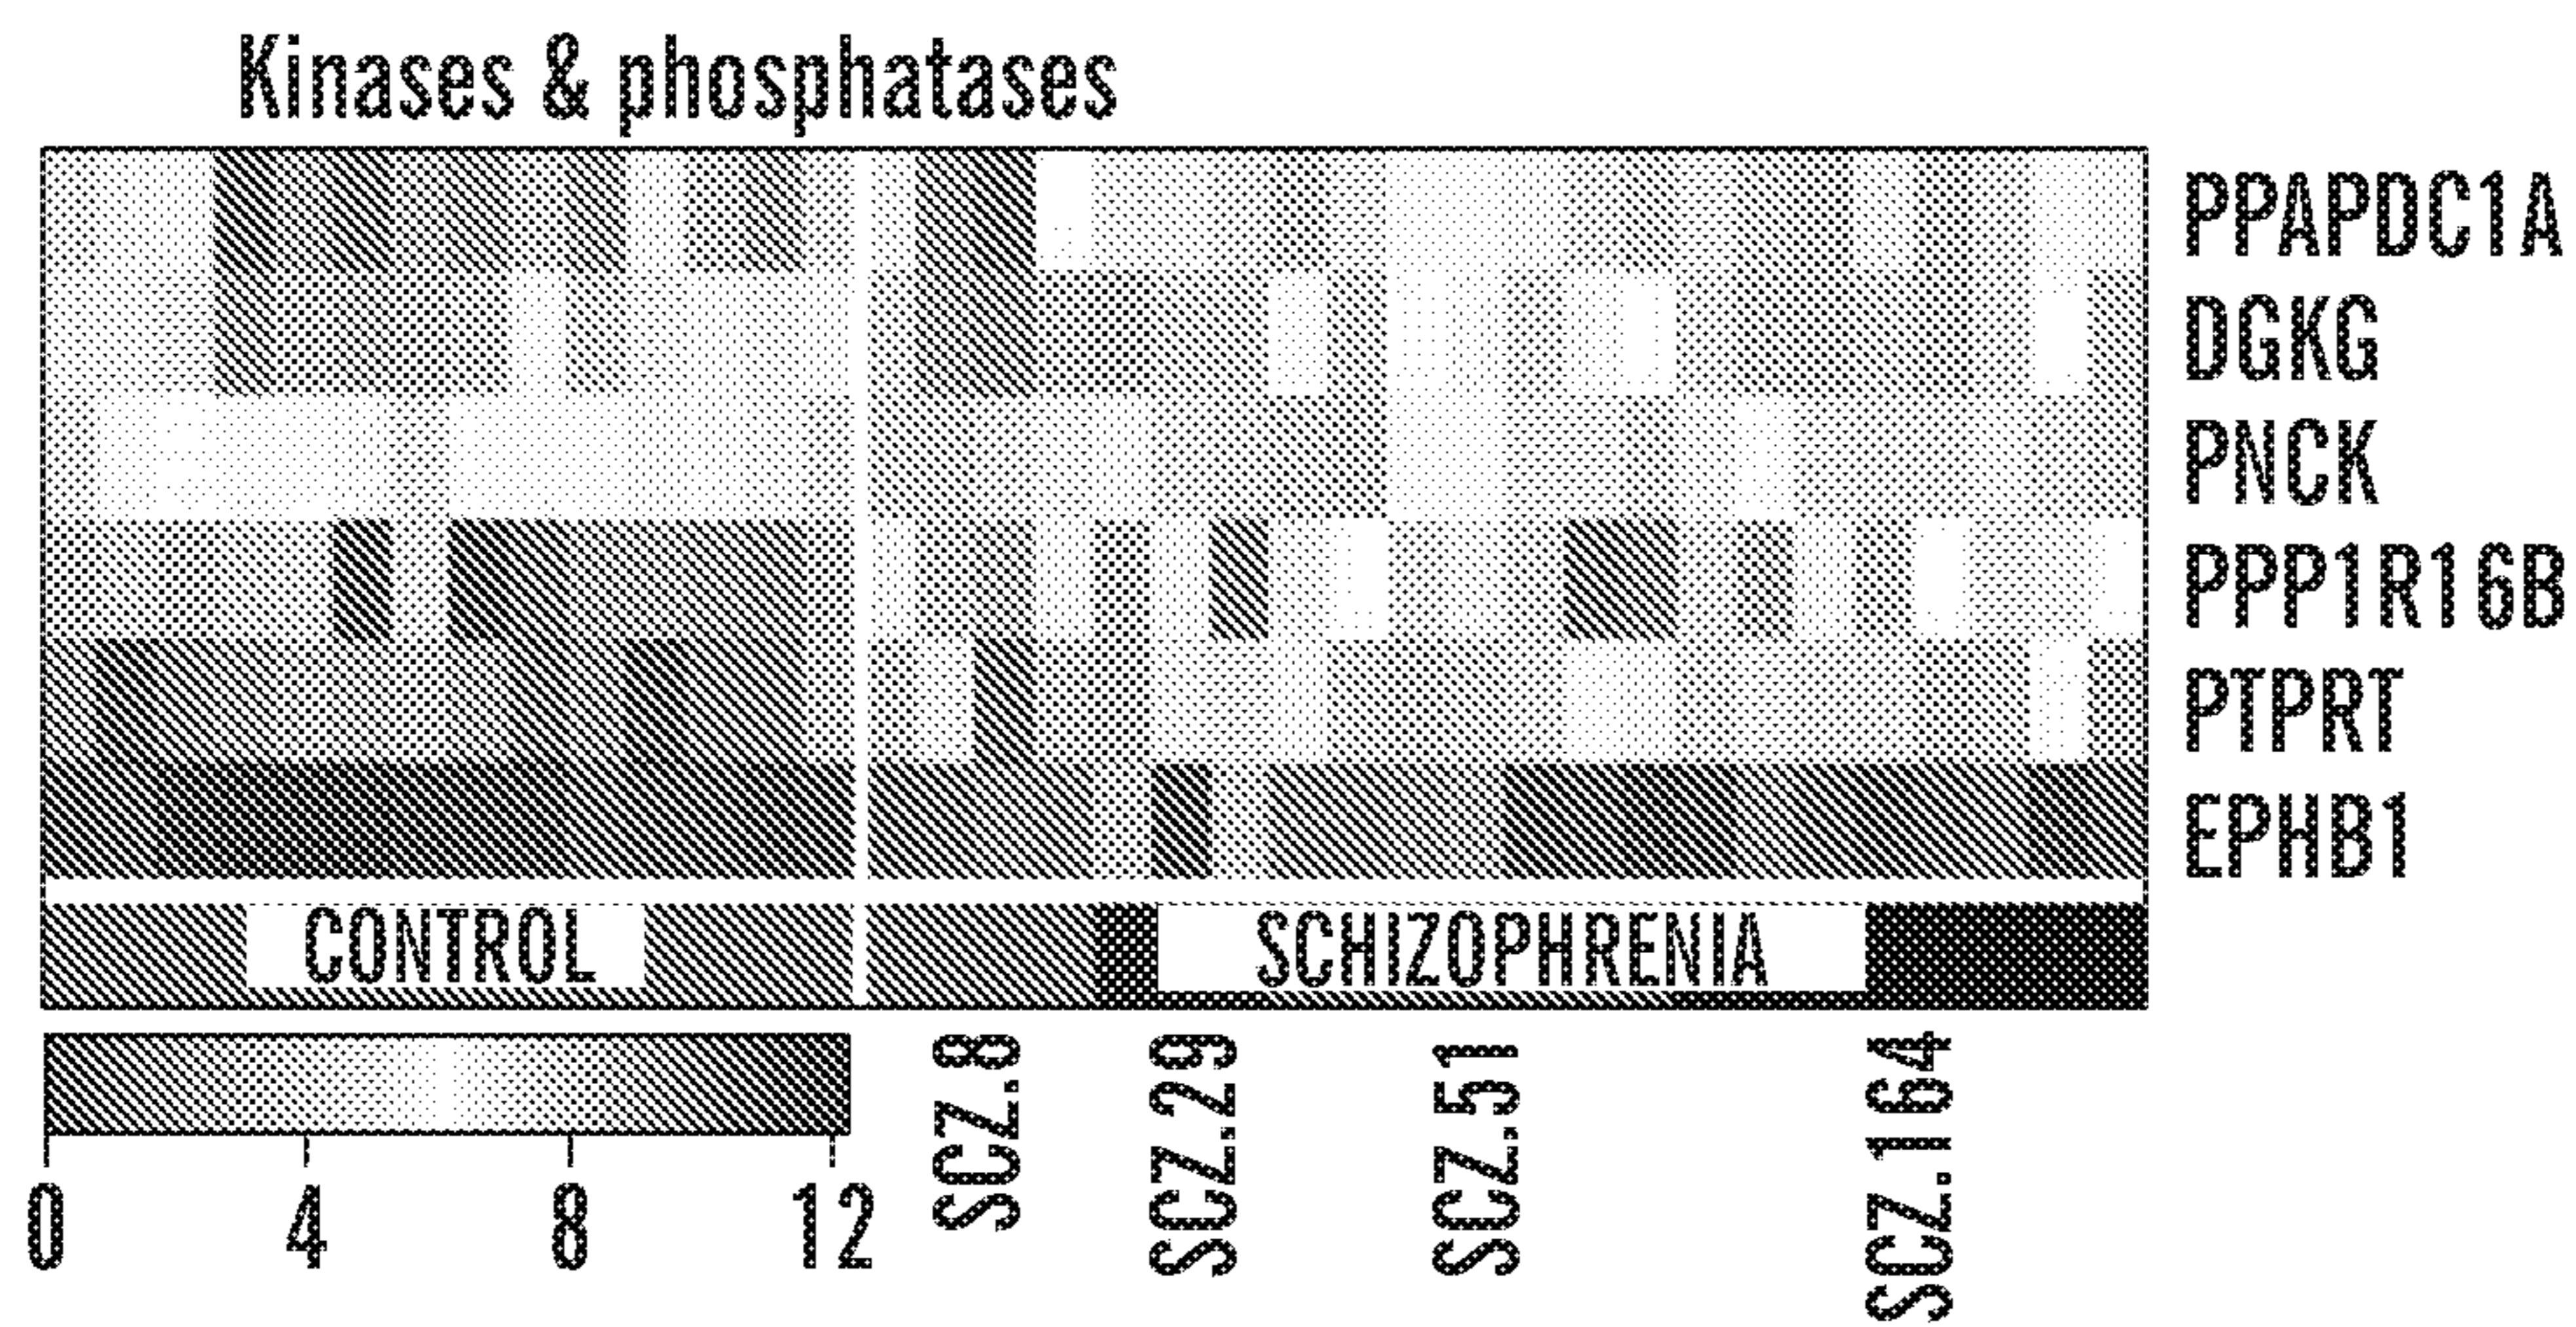 Kinases & phosphatases
PPAPDC1A
DGKG
PNCK
PPP1R16B
PTPRT
EPHB1
CONTROL
SCHIZOPHRENIA
0
4
8
12
SCZ.8
SCZ.29
SCZ.51
SCZ.164